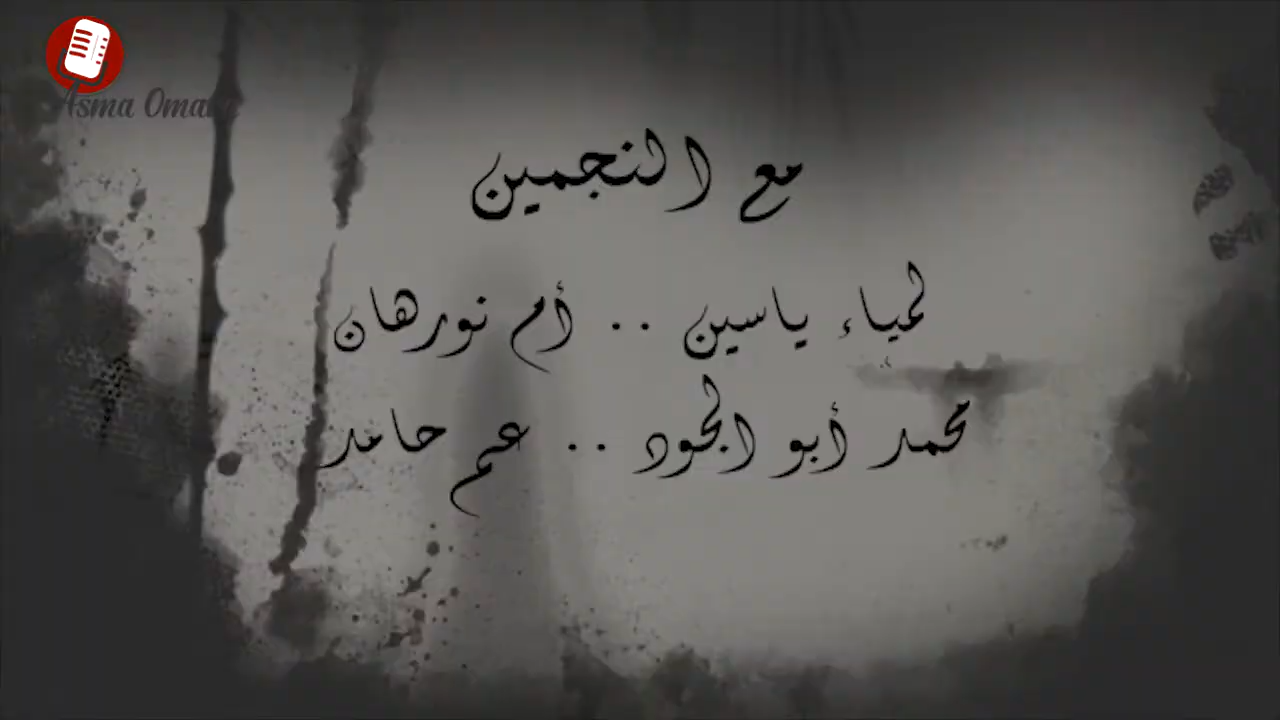 Asma Omar
مع النجمين
لمياء ياسين .. أم نورهان
محمد أبو الجود .. عم حامد